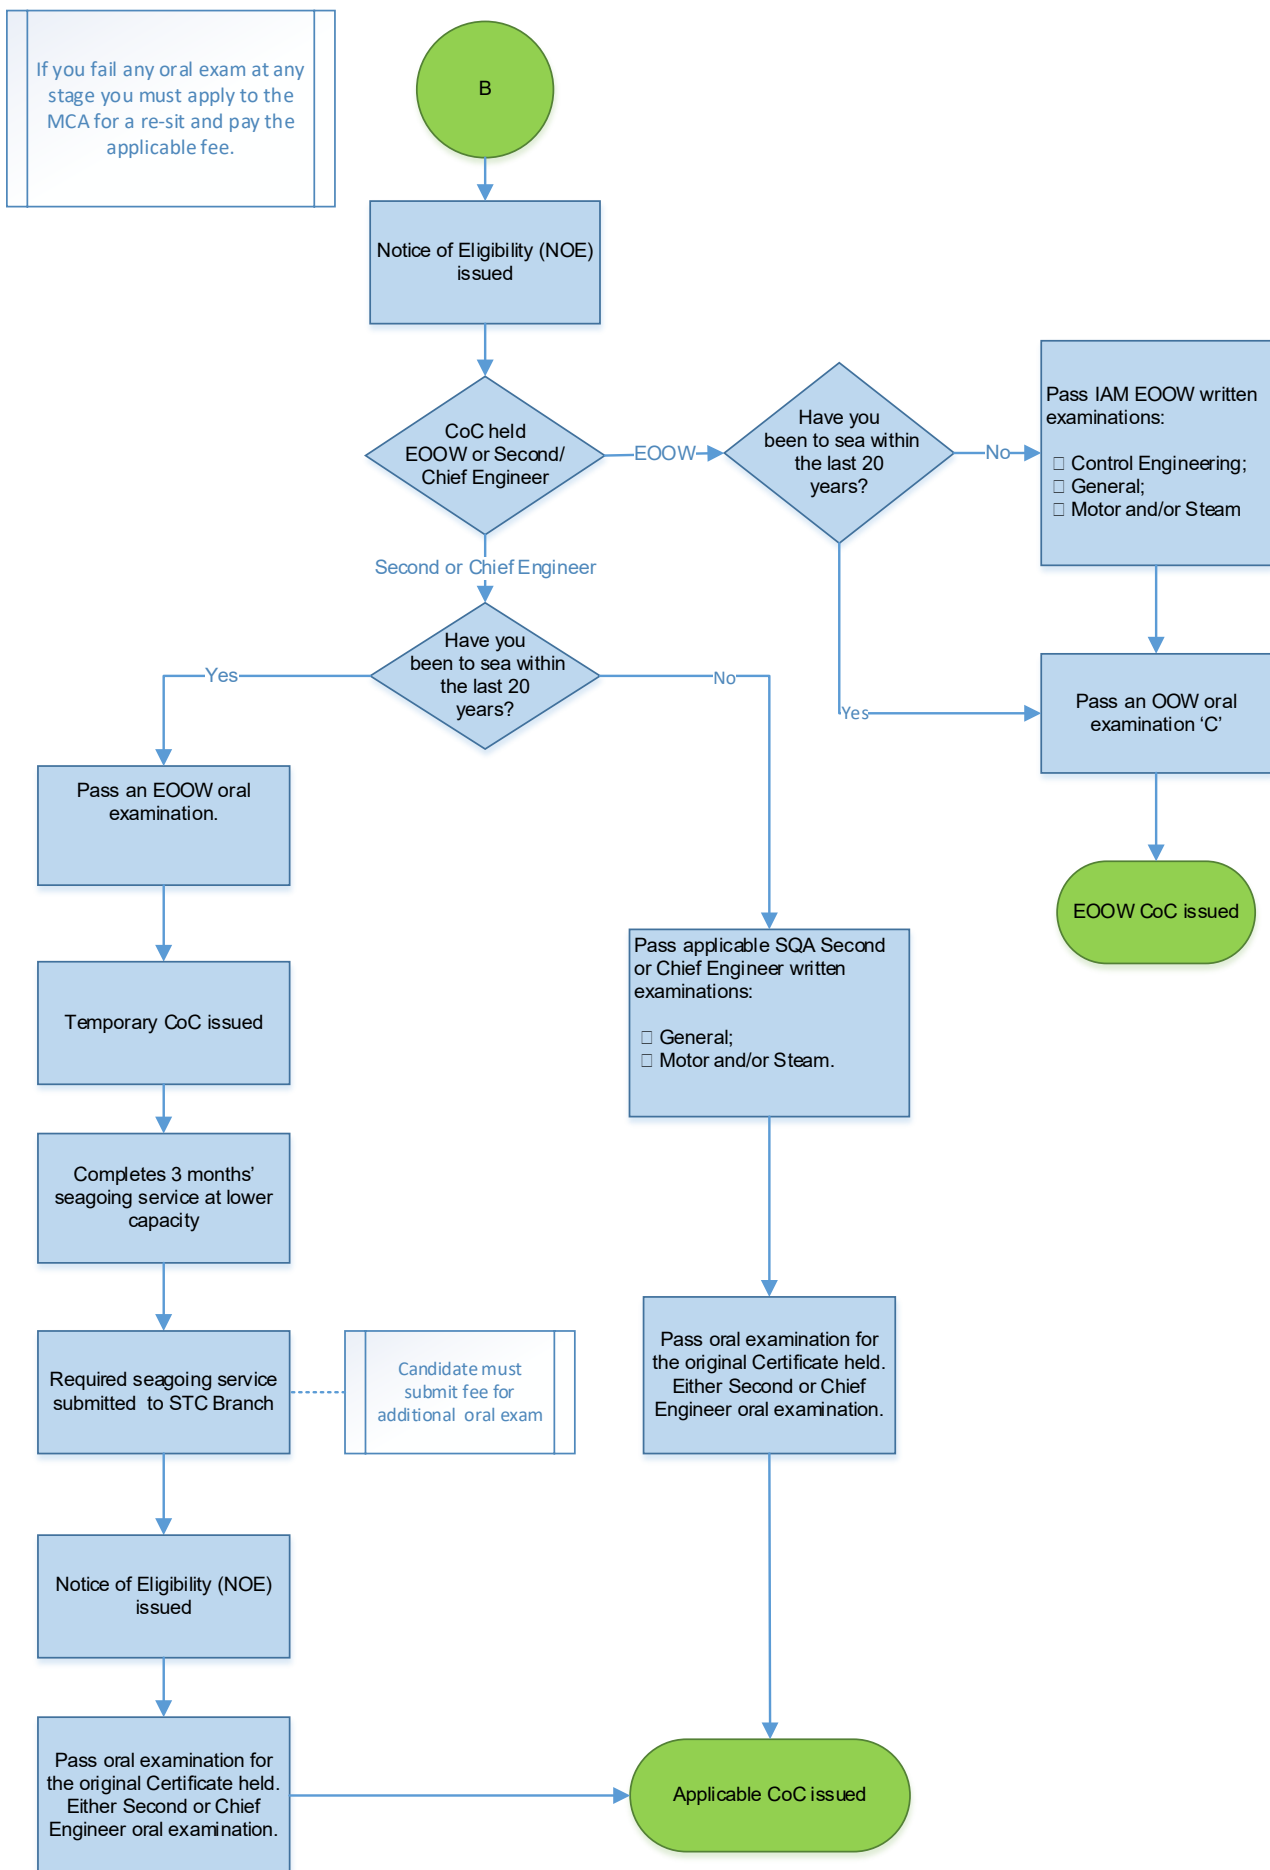 If you fail any oral exam at any
stage you must apply to the
MCA for a re-sit and pay the
applicable fee.
B
Notice of Eligibility (NOE)
issued
CoC held
EOOW or Second/
Chief Engineer
EOOW
Have you
been to sea within
the last 20
years?
No
Pass IAM EOOW written
examinations:
□ Control Engineering;
□ General;
□ Motor and/or Steam
Second or Chief Engineer
Have you
been to sea within
the last 20
years?
Yes
No
Yes
Pass an OOW oral
examination ‘C’
Pass an EOOW oral
examination.
EOOW CoC issued
Pass applicable SQA Second
or Chief Engineer written
examinations:
□ General;
□ Motor and/or Steam.
Temporary CoC issued
Completes 3 months’
seagoing service at lower
capacity
Required seagoing service
submitted to STC Branch
Candidate must
submit fee for
additional oral exam
Pass oral examination for
the original Certificate held.
Either Second or Chief
Engineer oral examination.
Notice of Eligibility (NOE)
issued
Pass oral examination for
the original Certificate held.
Either Second or Chief
Engineer oral examination.
Applicable CoC issued